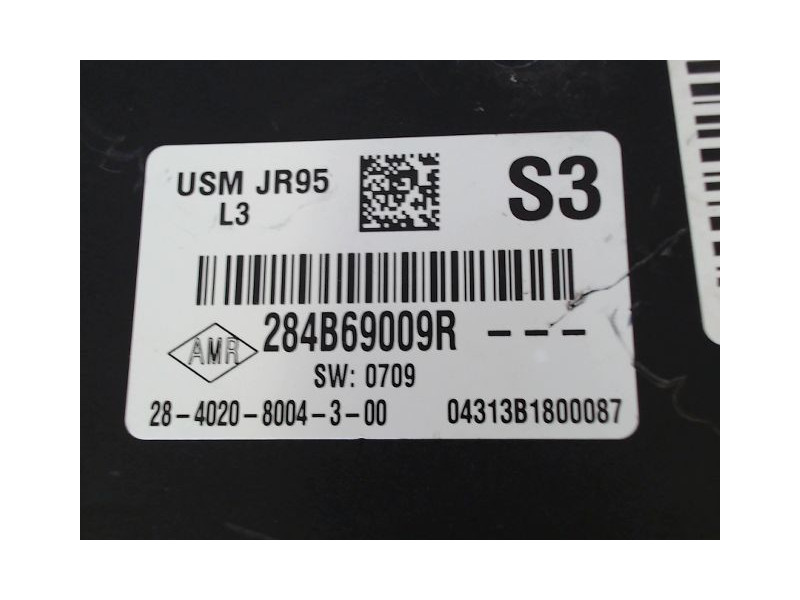 USM JR95
L3
S3
284B69009R ---
AMR
SW: 0709
28-4020-8004-3-00
04313B1800087